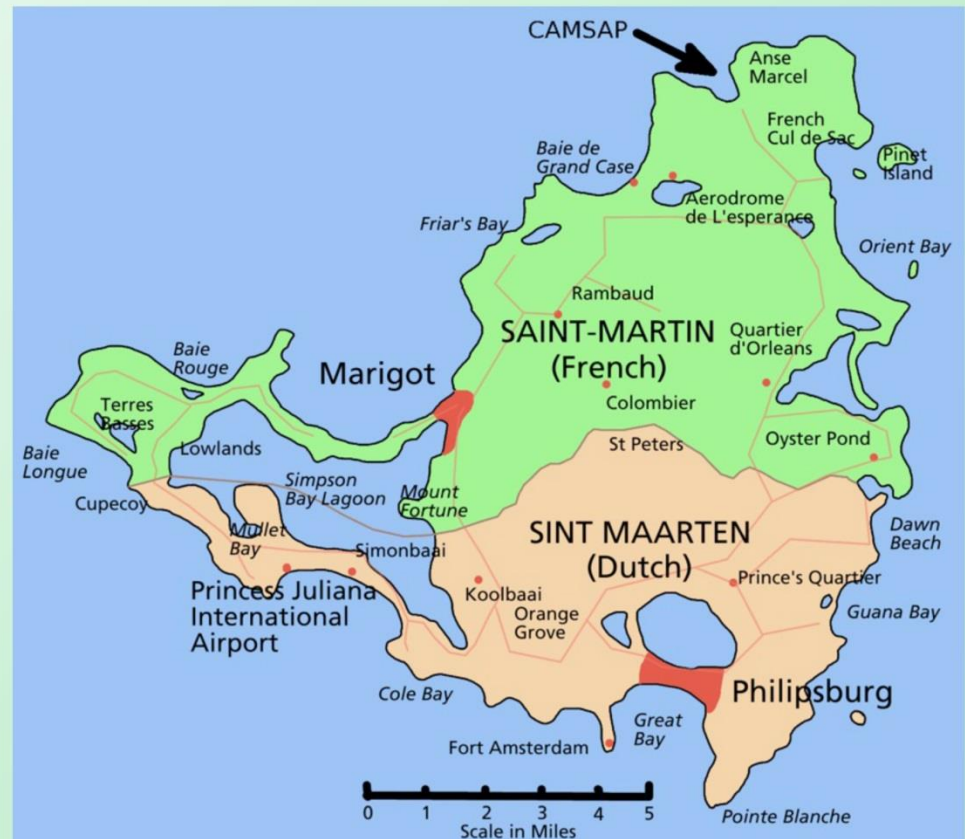 CAMSAP
Anse
Marcel
French
Cul de Sac
Baie de
Grand Case
Pinet
Island
Aerodrome
de L'esperance
Friar's Bay
Orient Bay
Rambaud
SAINT-MARTIN
(French)
Quartier
d'Orleans
Baie
Rouge
Marigot
Colombier
Terres
Basses
St Peters
Oyster Pond
Lowlands
Baie
Longue
Simpson
Bay Lagoon
Mount
Fortune
Cupecoy
Mullet
Bay
Simonbaai
SINT MAARTEN
(Dutch)
Dawn
Beach
Princess Juliana
International
Airport
Koolbaai
Prince's Quartier
Orange
Grove
Guana Bay
Cole Bay
Philipsburg
Great
Bay
Fort Amsterdam
Pointe Blanche
0 1 2 3 4 5
Scale in Miles